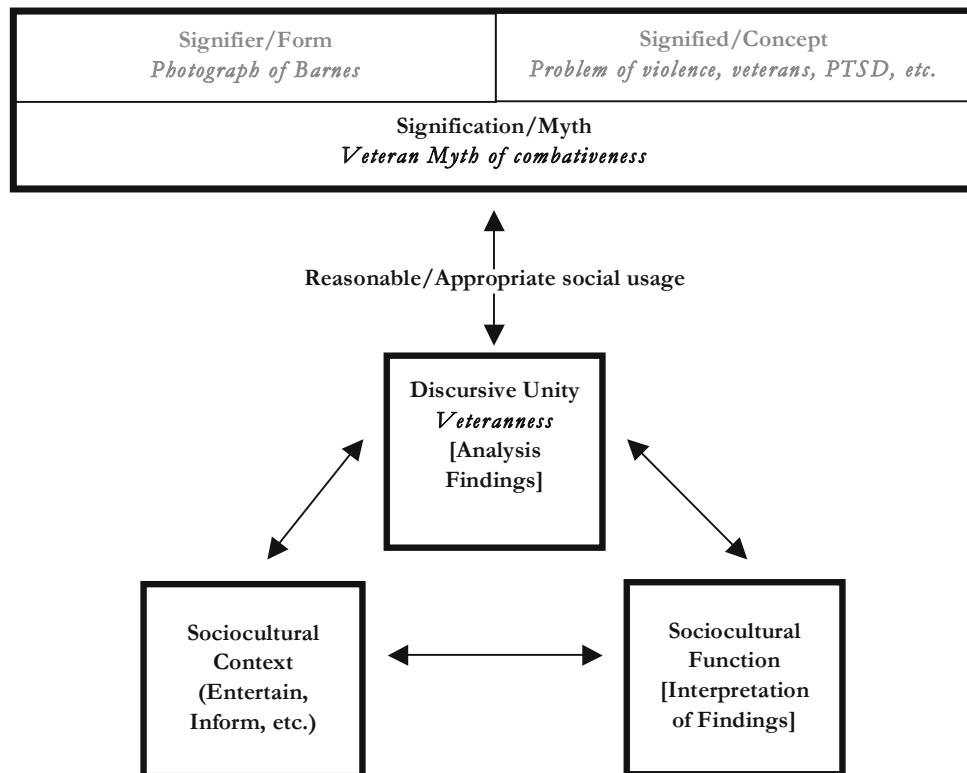 Signifier/Form
Photograph of Barnes
Signified/Concept
Problem of violence, veterans, PTSD, etc.
Signification/Myth
Veteran Myth of combativeness
Reasonable/Appropriate social usage
Discursive Unity
Veteranness
[Analysis
Findings]
Sociocultural
Context
(Entertain,
Inform, etc.)
Sociocultural
Function
[Interpretation
of Findings]